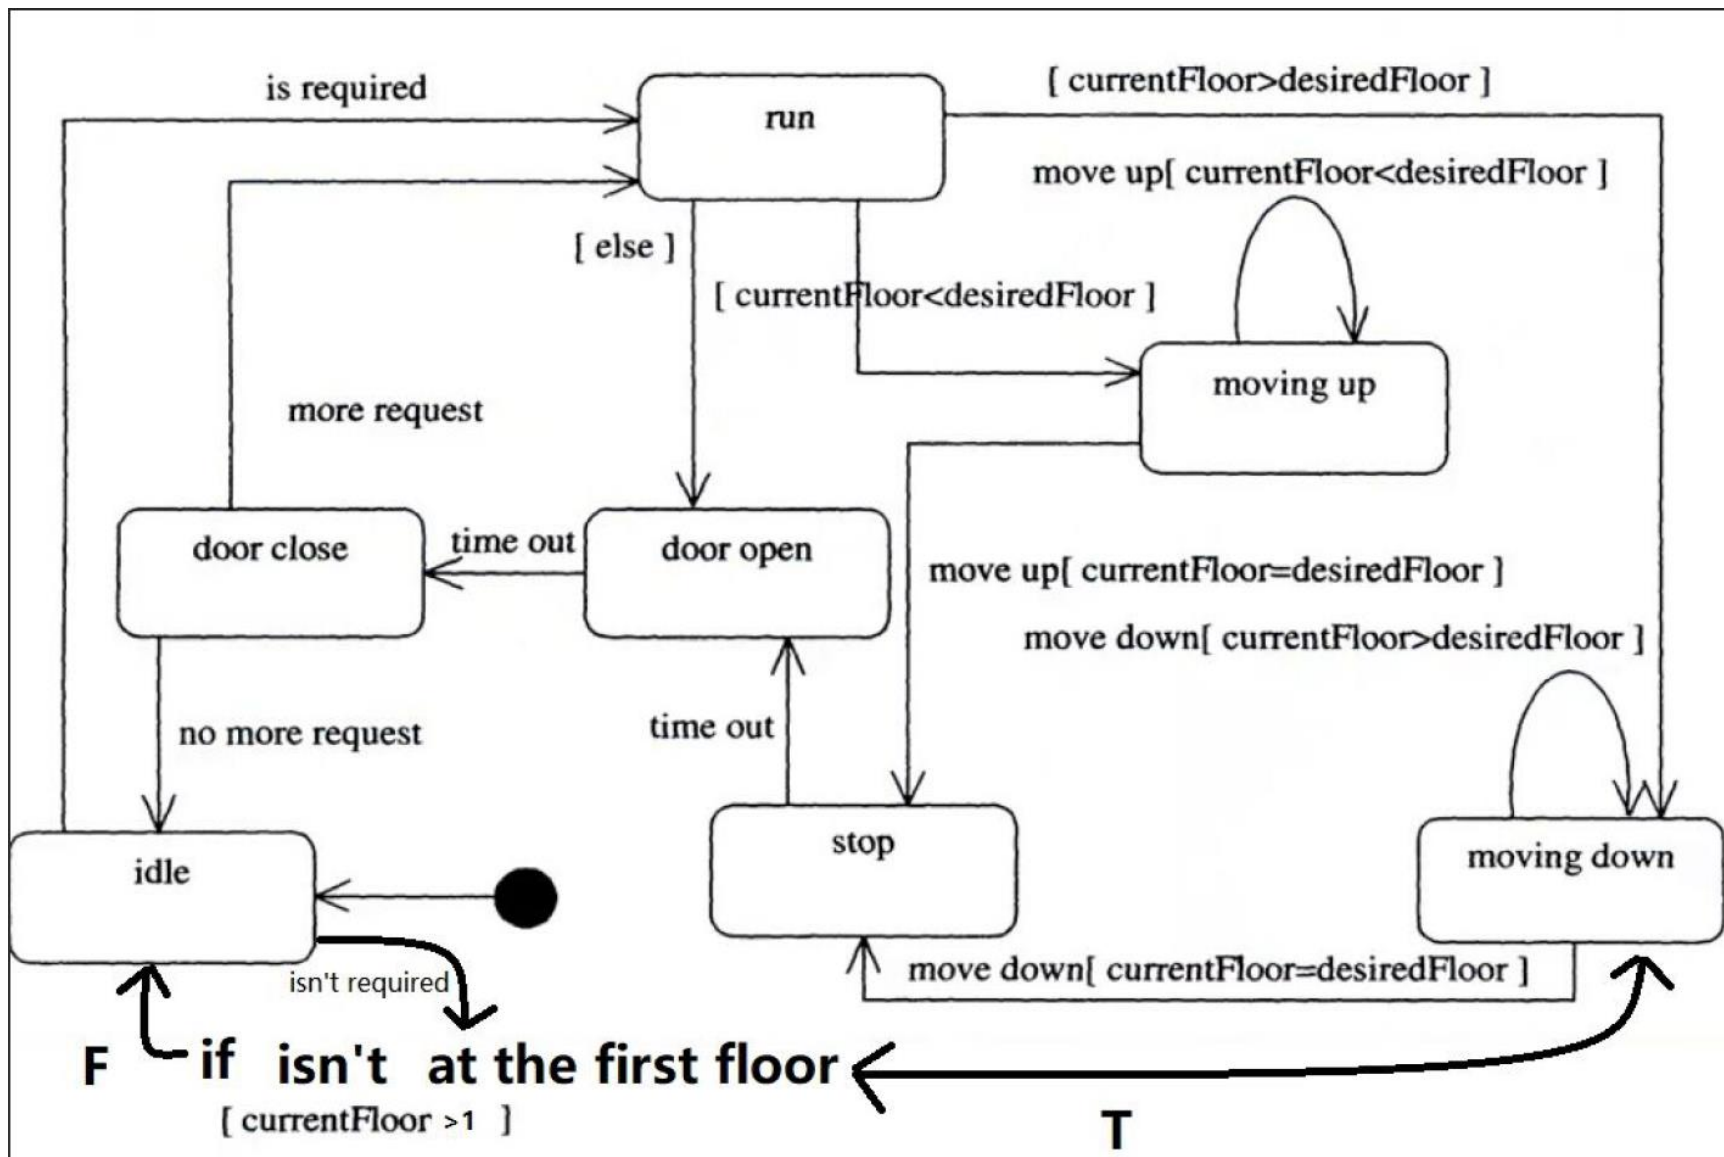 is required
[ currentFloor>desiredFloor ]
run
move up[ currentFloor<desiredFloor ]
[ else ]
[ currentFloor<desiredFloor ]
moving up
more request
door close
time out
door open
move up[ currentFloor=desiredFloor ]
move down[ currentFloor>desiredFloor ]
no more request
time out
idle
stop
moving down
isn't required
move down[ currentFloor=desiredFloor ]
F
if isn't at the first floor
[ currentFloor >1 ]
T